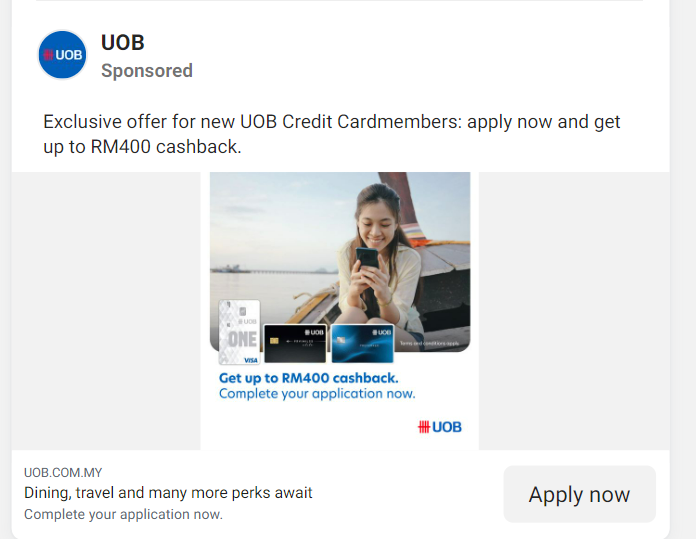 UOB
UOB
Sponsored
Exclusive offer for new UOB Credit Cardmembers: apply now and get
up to RM400 cashback.
UOB
ONE
VISA
UOB
UOB
Terms and conditions apply.
Get up to RM400 cashback.
Complete your application now.
UOB
UOB.COM.MY
Dining, travel and many more perks await
Complete your application now.
Apply now